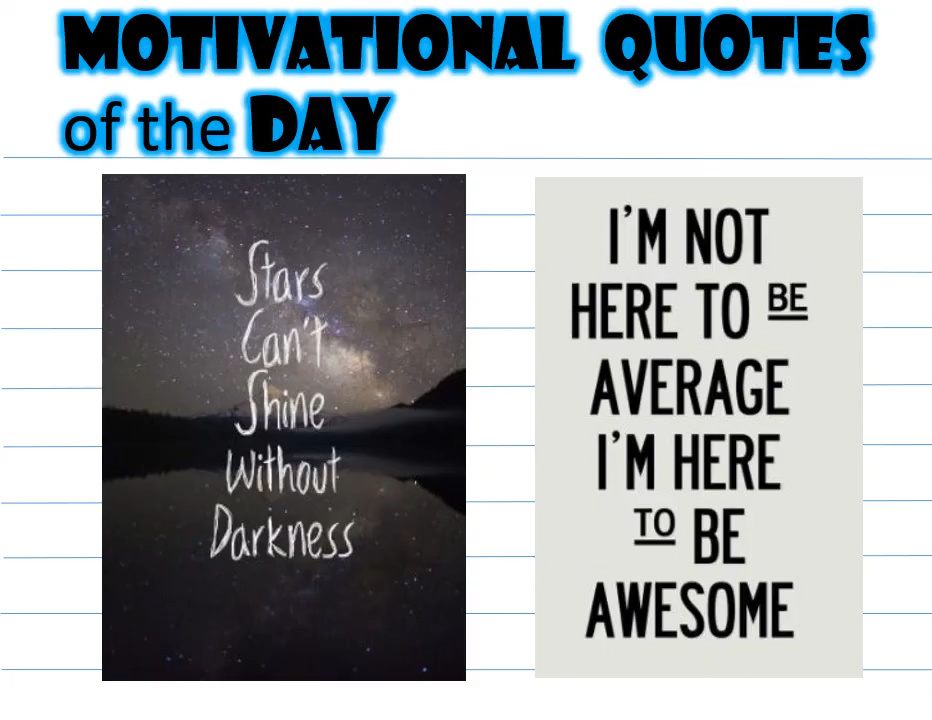 MOTIVATIONAL QUOTES
of the DAY
Stars
Can't
Shine
Without
Darkness
I'M NOT
HERE TO BE
AVERAGE
I'M HERE
TO BE
AWESOME